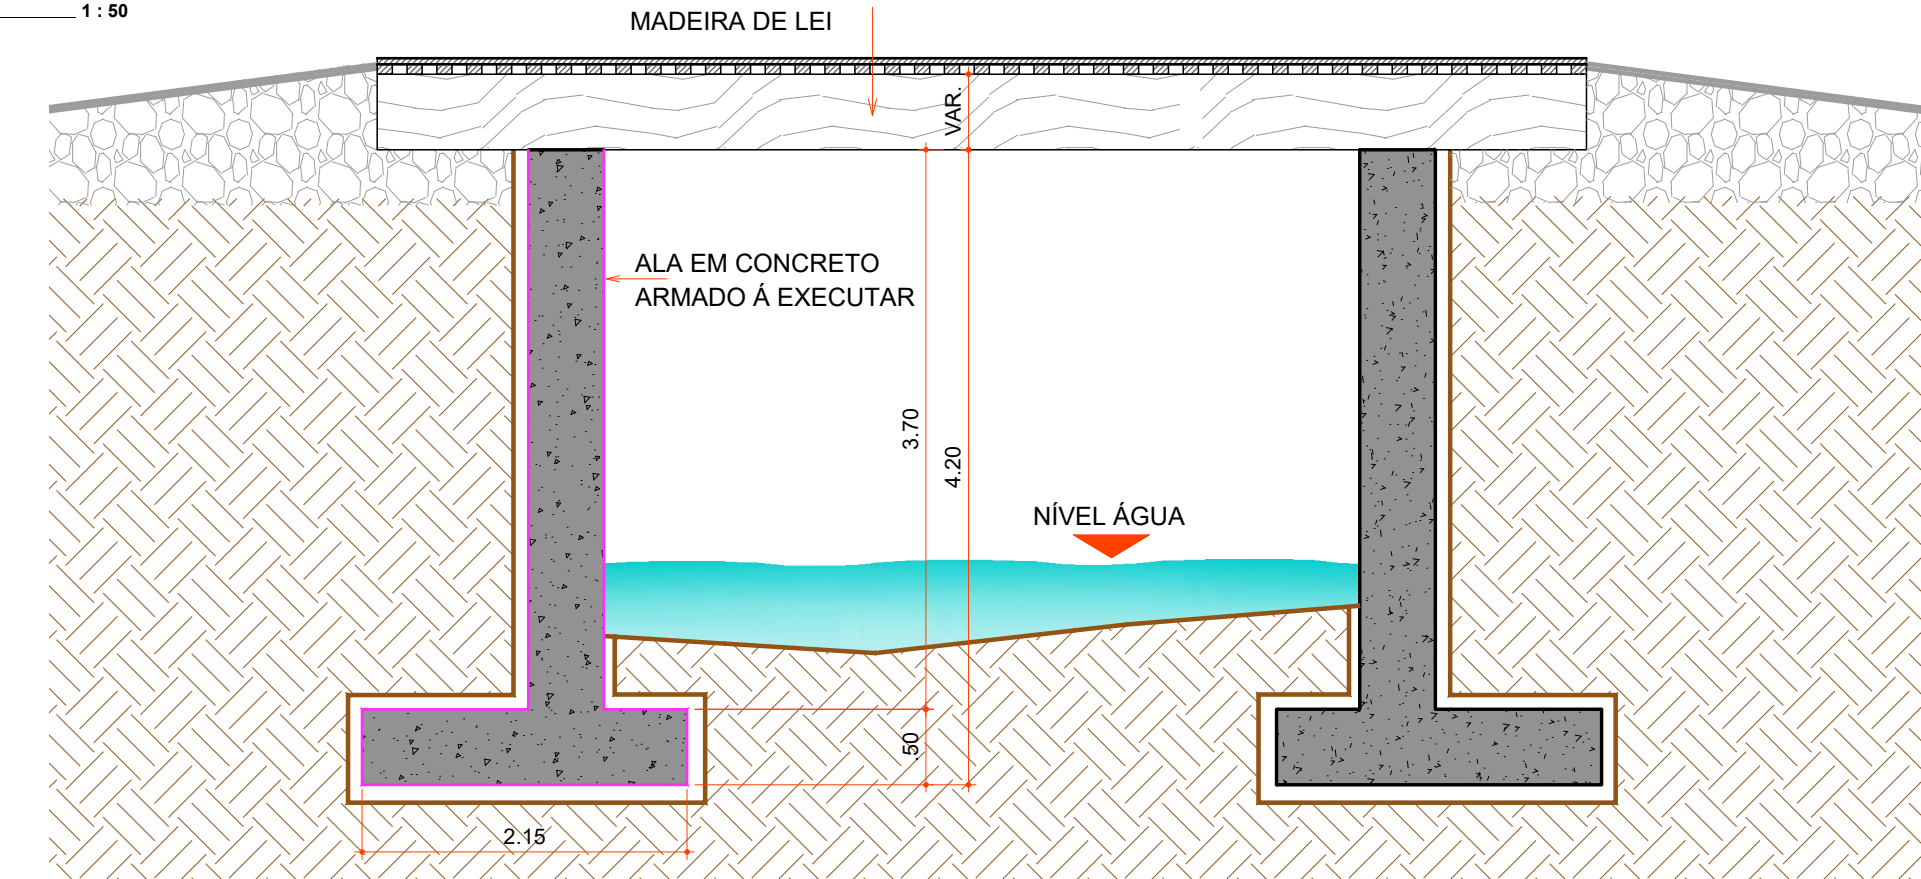 1 : 50
MADEIRA DE LEI
VAR.
ALA EM CONCRETO
ARMADO Á EXECUTAR
3.70
4.20
NÍVEL ÁGUA
.50
2.15